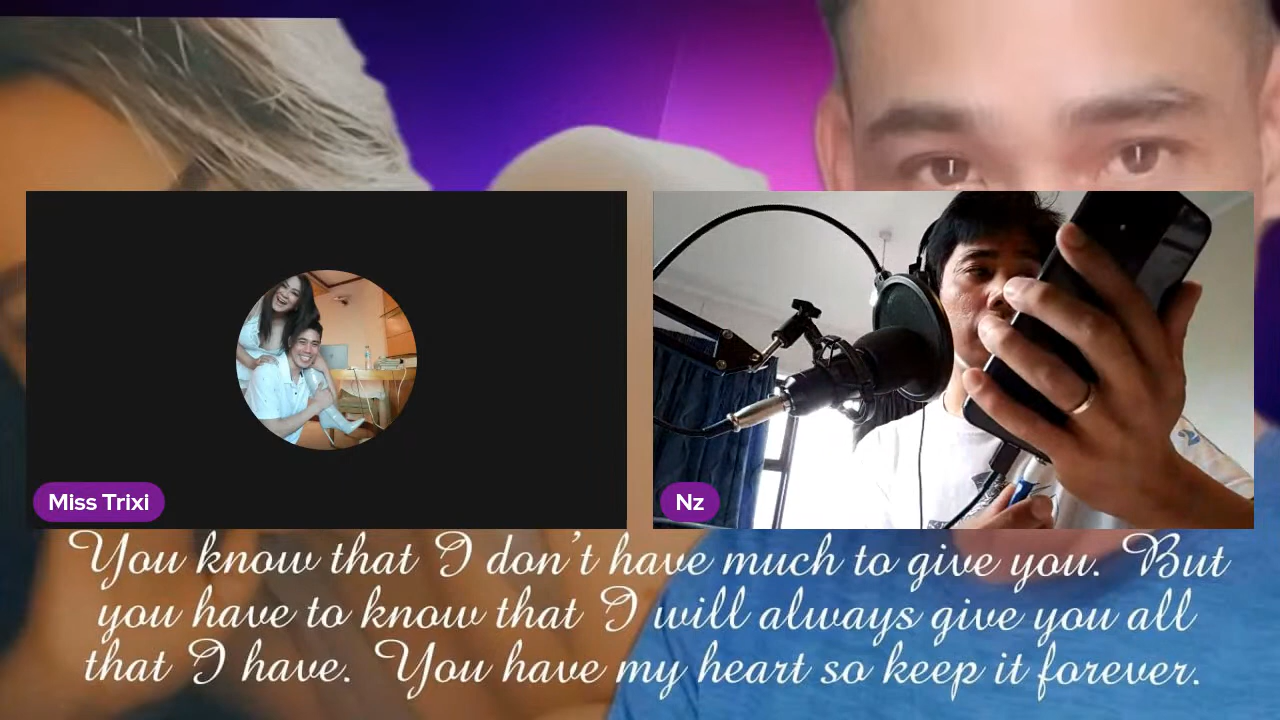 Miss Trixi
Nz
You know that I don't have much to give you. But
you have to know that I will always give you all
that I have. You have my heart so keep it forever.